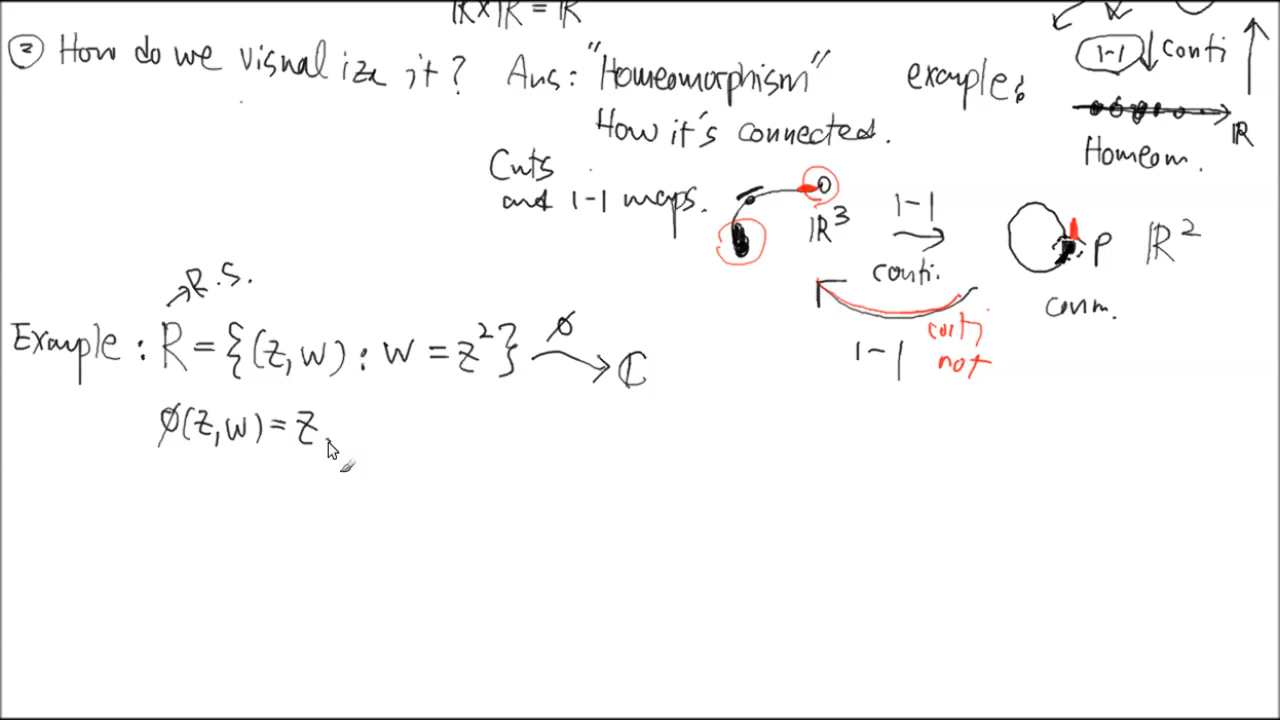 ℝ×ℝ = ℝ
② How do we visualize it? Ans: "Homeomorphism" example:
1-1 ↓ conti
ℝ
How it's connected.
Homeom.
Cuts
and 1-1 maps.
ℝ³ 1-1 → conti. p ℝ²
conn.
1-1 conti not
→ R.S.
Example: R = {(z,w) : w = z²} ϕ → ℂ
ϕ(z,w) = z